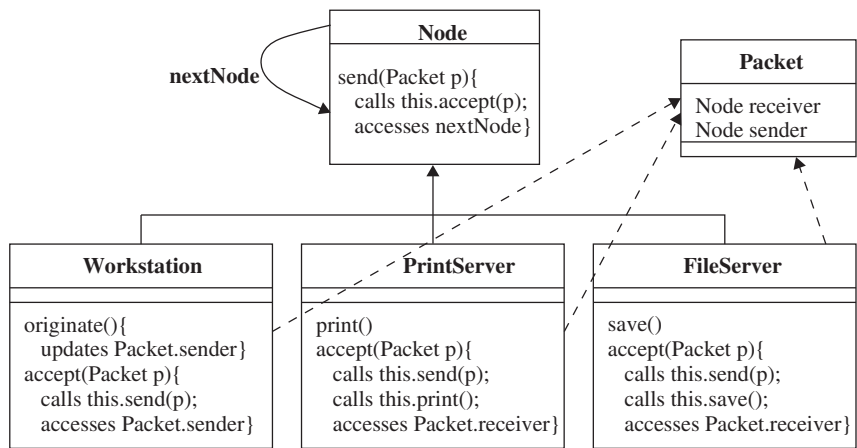 Node
nextNode
send(Packet p){
calls this.accept(p);
accesses nextNode}
Packet
Node receiver
Node sender
Workstation
originate(){
updates Packet.sender}
accept(Packet p){
calls this.send(p);
accesses Packet.sender}
PrintServer
print()
accept(Packet p){
calls this.send(p);
calls this.print();
accesses Packet.receiver}
FileServer
save()
accept(Packet p){
calls this.send(p);
calls this.save();
accesses Packet.receiver}